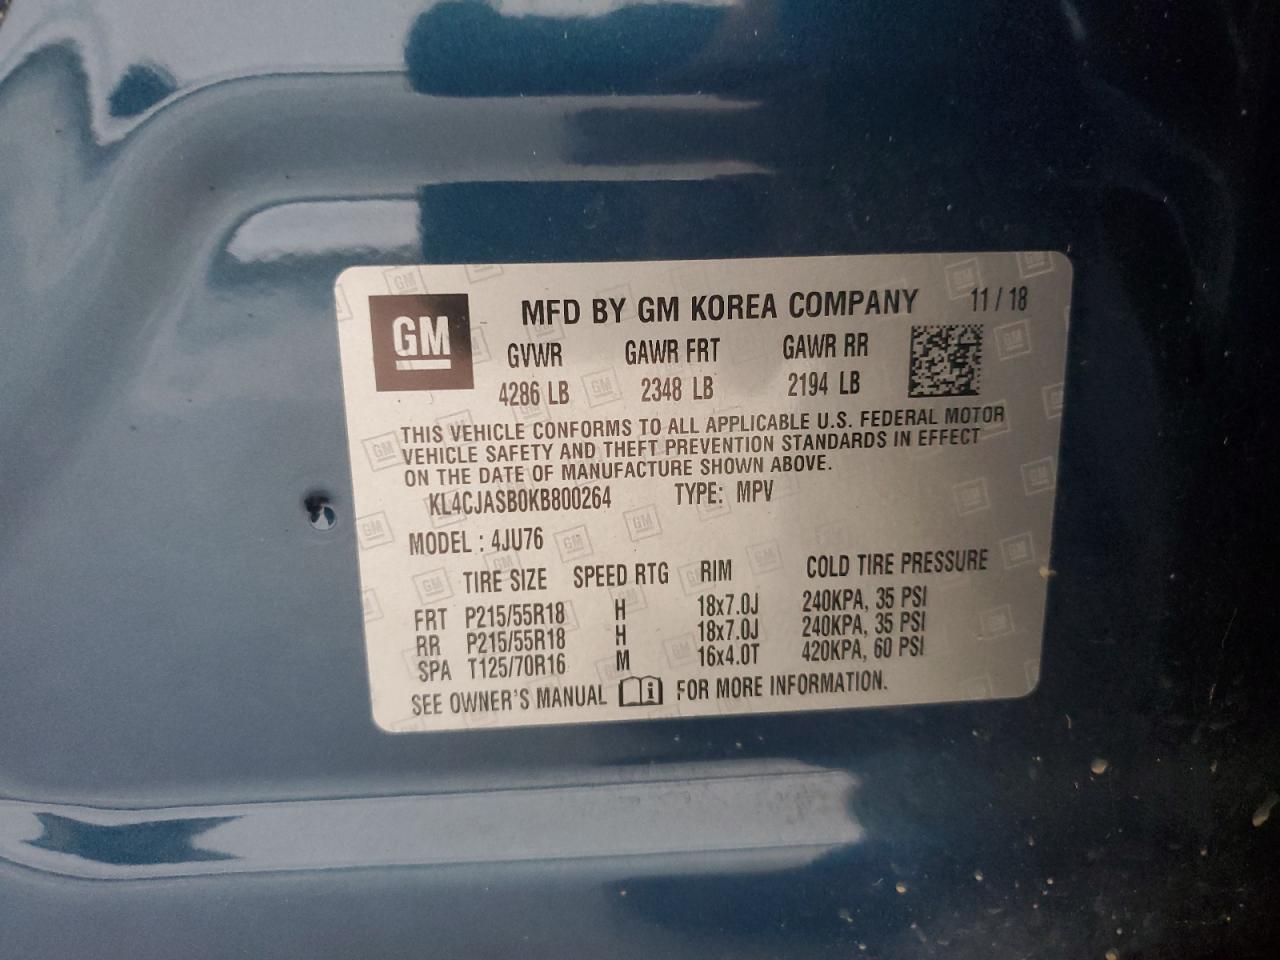 GM
MFD BY GM KOREA COMPANY 11 / 18
GVWR GAWR FRT GAWR RR
4286 LB 2348 LB 2194 LB
THIS VEHICLE CONFORMS TO ALL APPLICABLE U.S. FEDERAL MOTOR
VEHICLE SAFETY AND THEFT PREVENTION STANDARDS IN EFFECT
ON THE DATE OF MANUFACTURE SHOWN ABOVE.
KL4CJASB0KB800264 TYPE: MPV
MODEL : 4JU76
TIRE SIZE SPEED RTG RIM COLD TIRE PRESSURE
FRT P215/55R18 H 18x7.0J 240KPA, 35 PSI
RR P215/55R18 H 18x7.0J 240KPA, 35 PSI
SPA T125/70R16 M 16x4.0T 420KPA, 60 PSI
SEE OWNER'S MANUAL i FOR MORE INFORMATION.